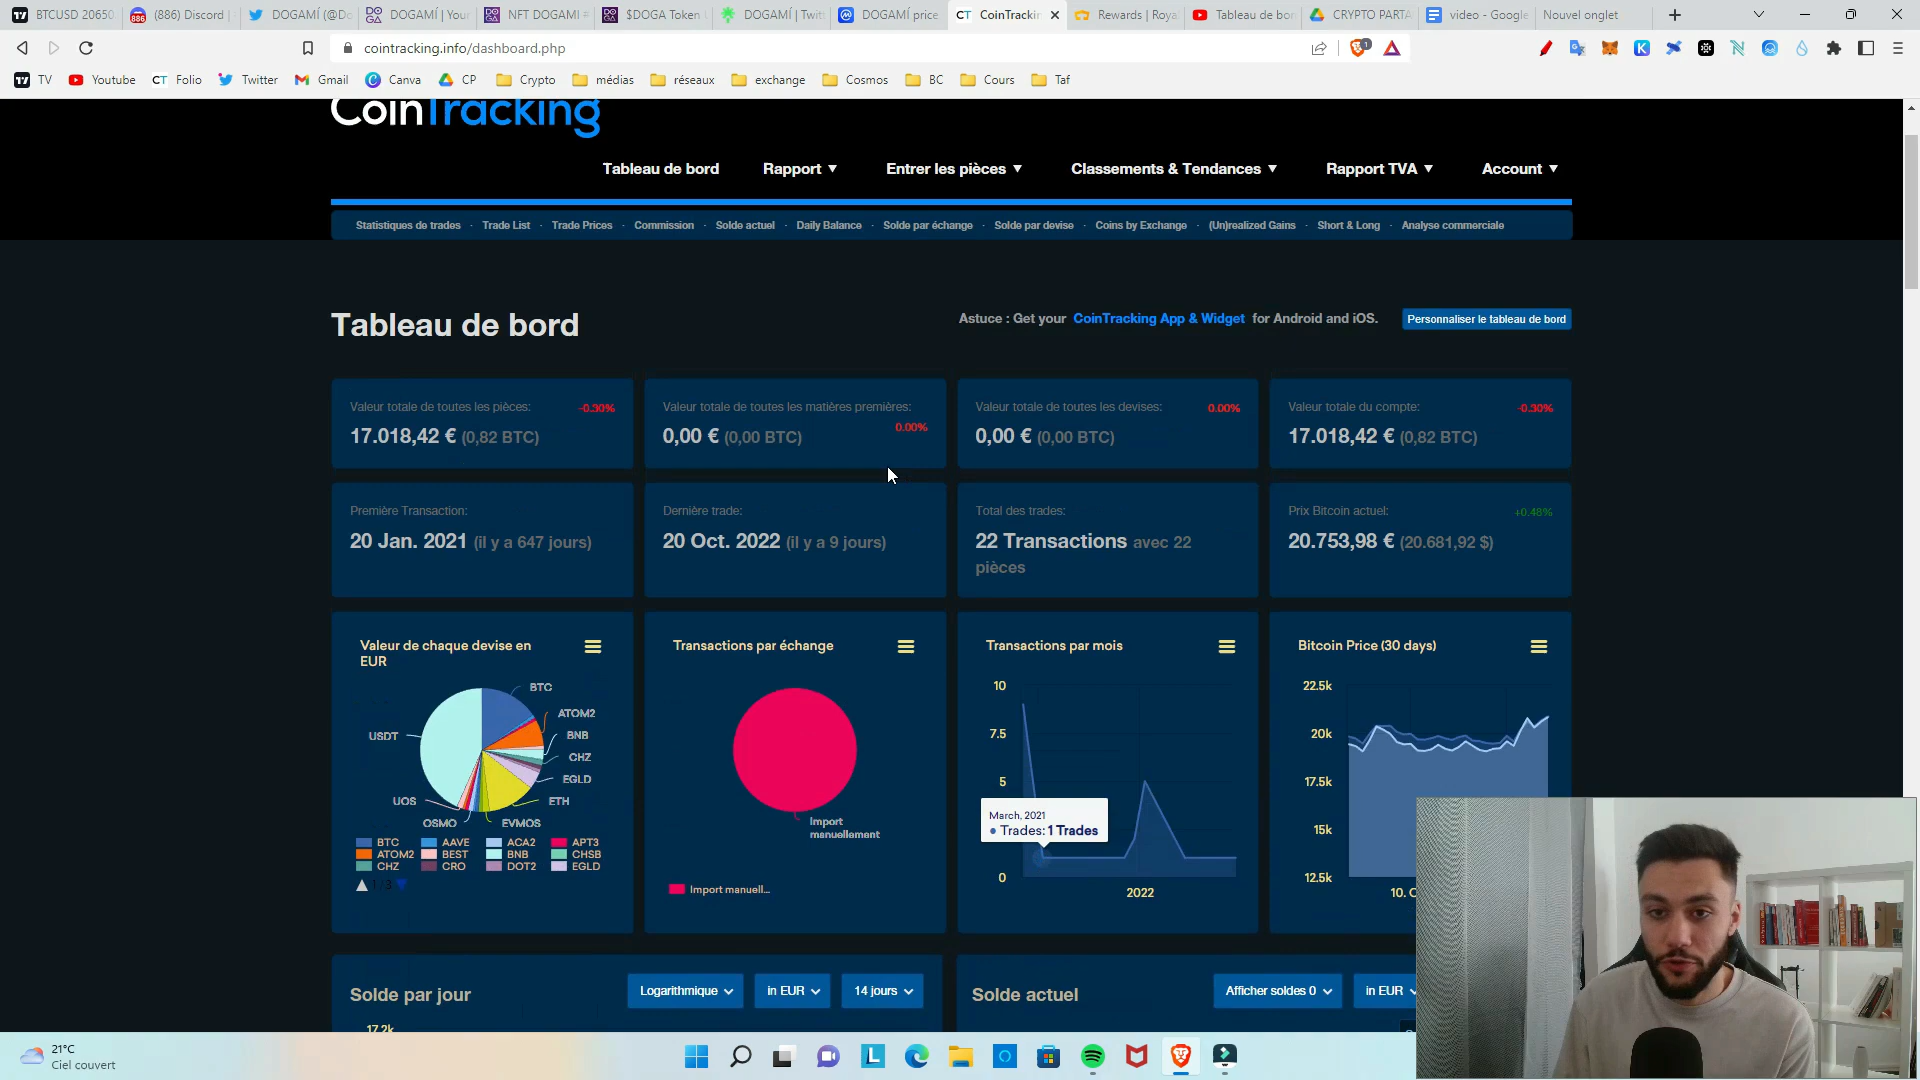 BTCUSD 20650
(886) Discord |
DOGAMÍ (@Do
DOGAMÍ | Your
NFT DOGAMI #
$DOGA Token
DOGAMÍ | Twit
DOGAMÍ price
CoinTrackin
Rewards | Roya
Tableau de bor
CRYPTO PARTA
video - Google
Nouvel onglet
cointracking.info/dashboard.php
TV
Youtube
CT Folio
Twitter
Gmail
Canva
CP
Crypto
médias
réseaux
exchange
Cosmos
BC
Cours
Taf
CoinTracking
Tableau de bord
Rapport ▼
Entrer les pièces ▼
Classements & Tendances ▼
Rapport TVA ▼
Account ▼
Statistiques de trades · Trade List · Trade Prices · Commission · Solde actuel · Daily Balance · Solde par échange · Solde par devise · Coins by Exchange · (Un)realized Gains · Short & Long · Analyse commerciale
Tableau de bord
Astuce : Get your CoinTracking App & Widget for Android and iOS.
Personnaliser le tableau de bord
Valeur totale de toutes les pièces:
-0.30%
17.018,42 € (0,82 BTC)
Valeur totale de toutes les matières premières:
0.00%
0,00 € (0,00 BTC)
Valeur totale de toutes les devises:
0.00%
0,00 € (0,00 BTC)
Valeur totale du compte:
-0.30%
17.018,42 € (0,82 BTC)
Première Transaction:
20 Jan. 2021 (il y a 647 jours)
Dernière trade:
20 Oct. 2022 (il y a 9 jours)
Total des trades:
22 Transactions avec 22
pièces
Prix Bitcoin actuel:
+0.48%
20.753,98 € (20.681,92 $)
Valeur de chaque devise en
EUR
BTC
ATOM2
USDT
BNB
CHZ
EGLD
UOS
ETH
OSMO
EVMOS
BTC AAVE ACA2 APT3
ATOM2 BEST BNB CHSB
CHZ CRO DOT2 EGLD
1/3
Transactions par échange
Import
manuellement
Import manuell...
Transactions par mois
10
7.5
5
0
March, 2021
Trades: 1 Trades
2022
Bitcoin Price (30 days)
22.5k
20k
17.5k
15k
12.5k
10. O
Solde par jour
Logarithmique
in EUR
14 jours
17.2k
Solde actuel
Afficher soldes 0
in EUR
21°C
Ciel couvert